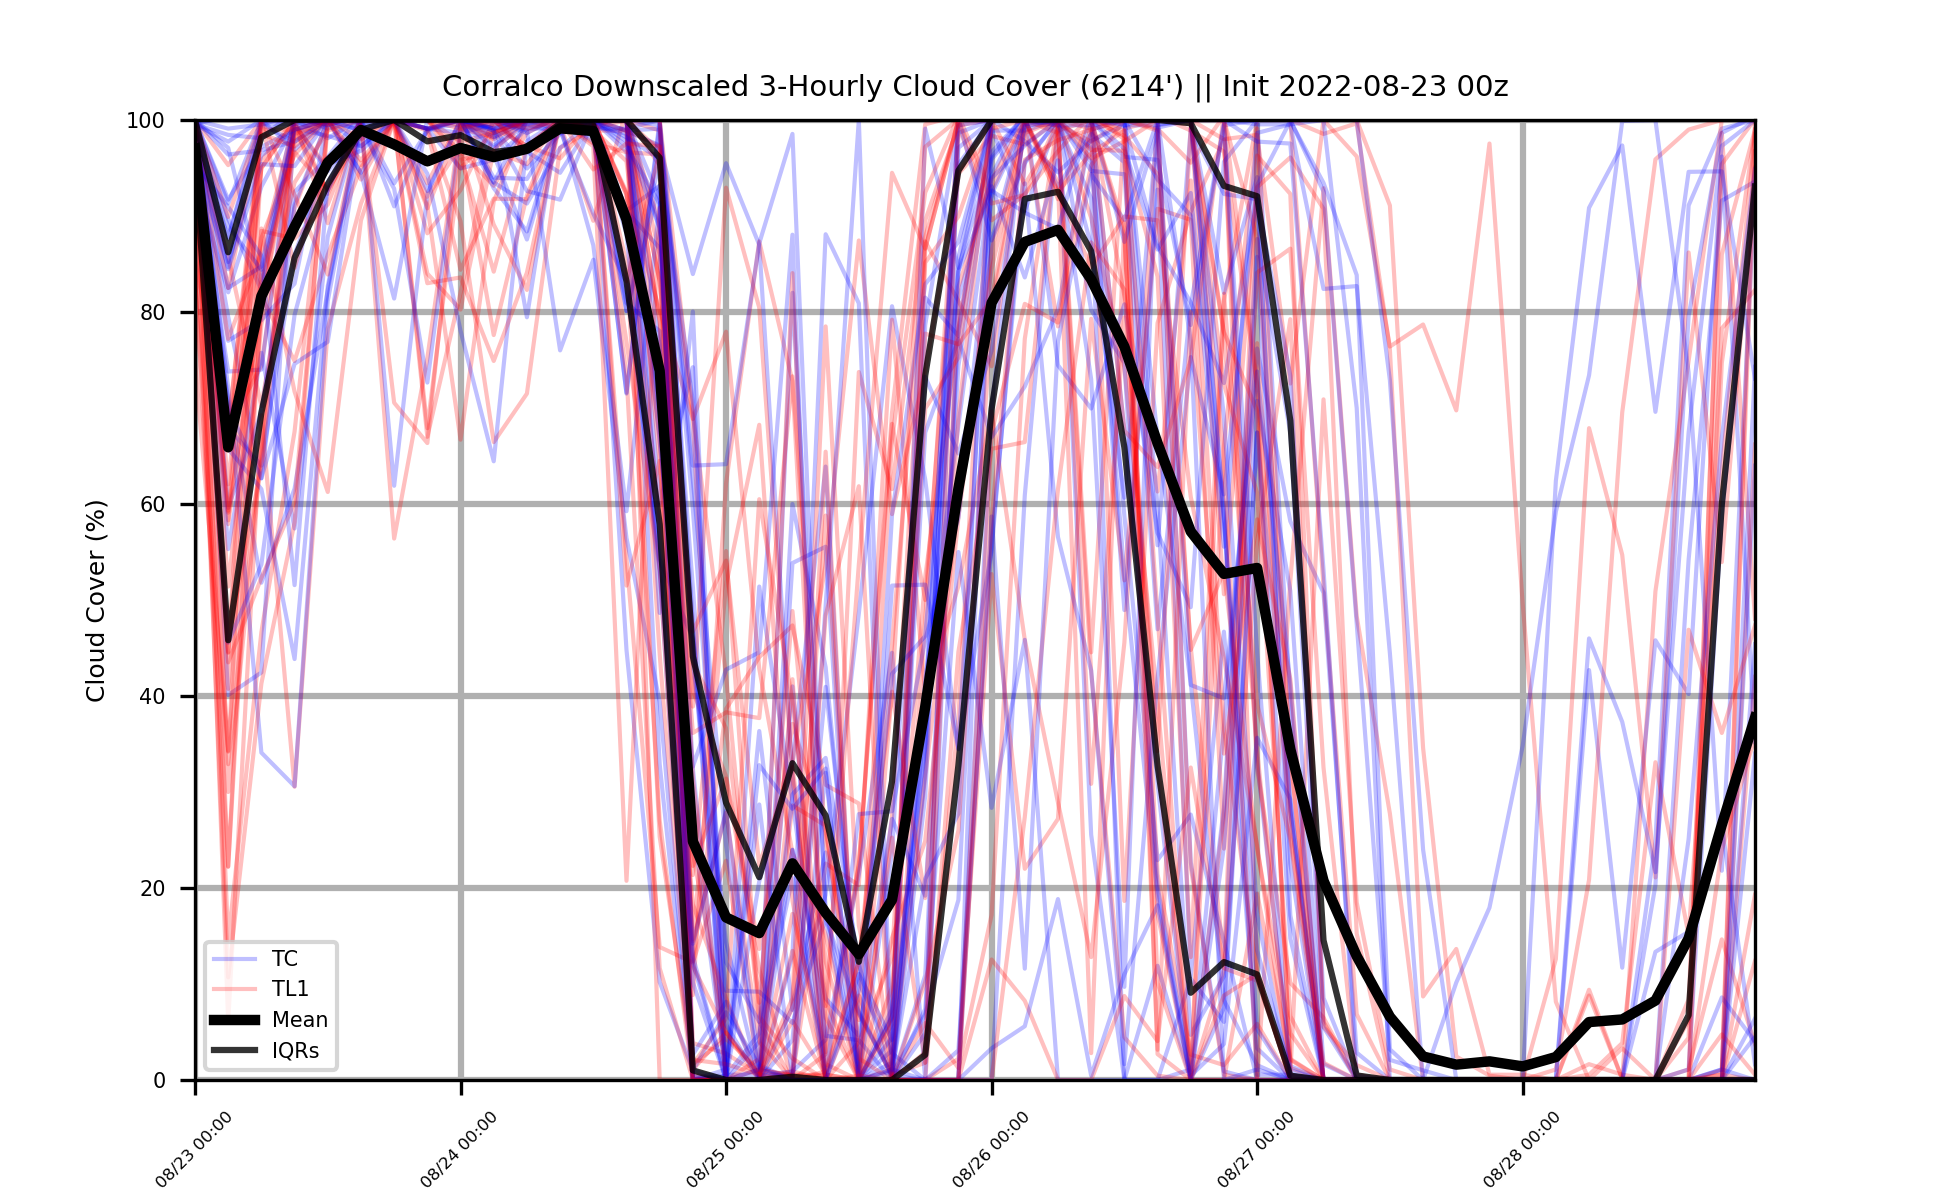 Corralco Downscaled 3-Hourly Cloud Cover (6214') || Init 2022-08-23 00z
Cloud Cover (%)
100
80
60
40
20
0
TC
TL1
Mean
IQRs
08/23 00:00
08/24 00:00
08/25 00:00
08/26 00:00
08/27 00:00
08/28 00:00